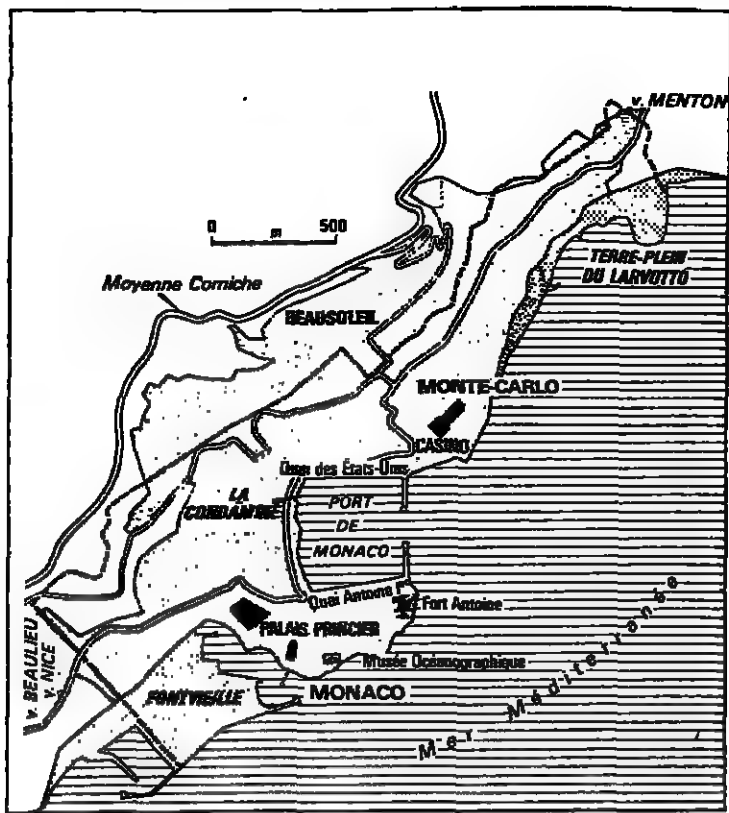 v. MENTON
0 m 500
TERRE-PLEIN
DU LARVOTTO
Moyenne Corniche
BEAUSOLEIL
MONTE-CARLO
CASINO
Quai des États-Unis
LA
CONDAMINE
PORT
DE
MONACO
Quai Antoine 1er
Fort Antoine
PALAIS PRINCIER
Musée Océanographique
v. BEAULIEU
v. NICE
FONTVIEILLE
MONACO
Mer Méditerranée